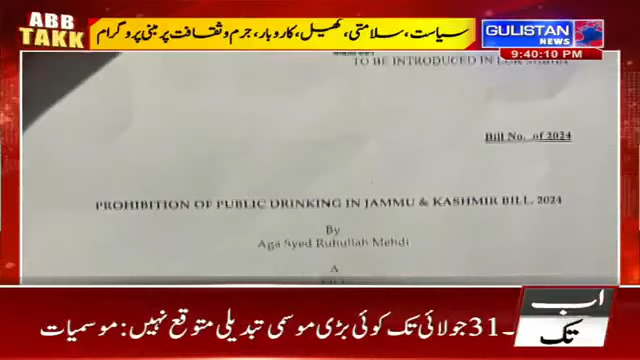 ABB
TAKK
سیاست، سلامتی، کھیل، کاروبار، جرم و ثقافت پر مبنی پروگرام
GULISTAN
NEWS
9:40:10 PM
TO BE INTRODUCED IN
Bill No. of 2024
PROHIBITION OF PUBLIC DRINKING IN JAMMU & KASHMIR BILL, 2024
By
Aga Syed Ruhullah Mehdi
A
اب
تک
۔31 جولائی تک کوئی بڑی موسمی تبدیلی متوقع نہیں: موسمیات